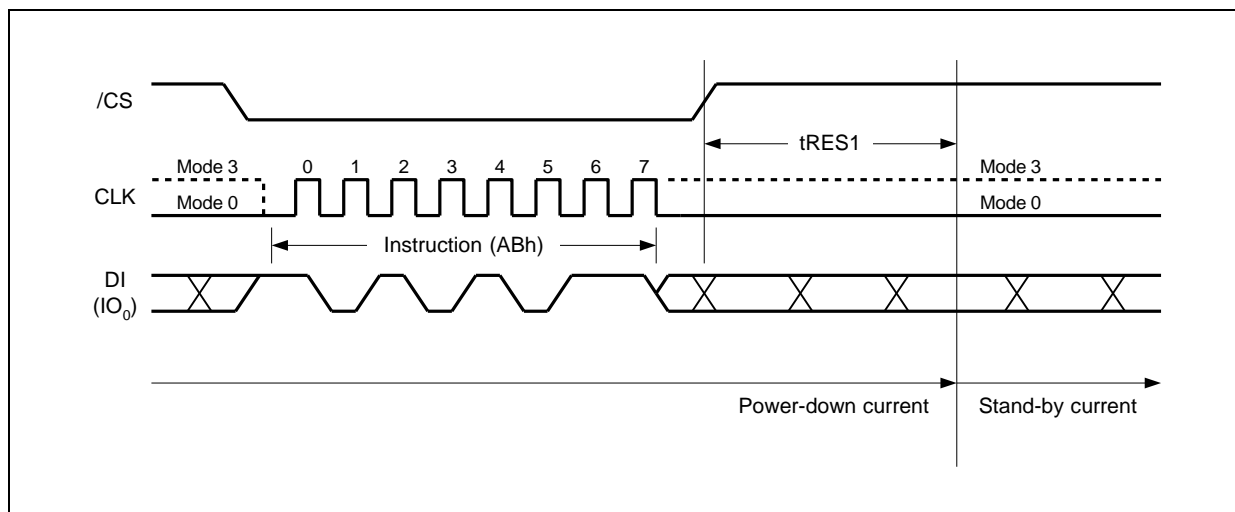 /CS
tRES1
Mode 3
0 1 2 3 4 5 6 7
Mode 3
CLK
Mode 0
Mode 0
Instruction (ABh)
DI
(IO₀)
Power-down current
Stand-by current